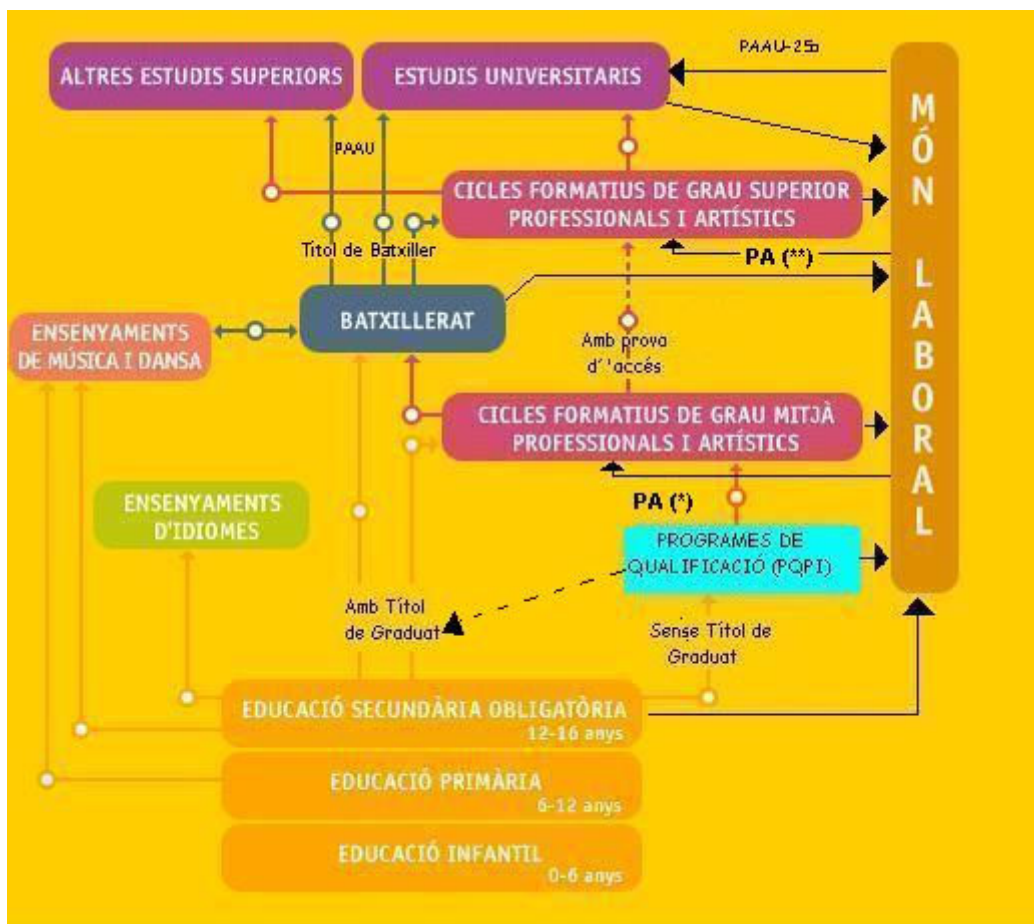 PAAU-25a
ALTRES ESTUDIS SUPERIORS
ESTUDIS UNIVERSITARIS
MÓN LABORAL
PAAU
CICLES FORMATIUS DE GRAU SUPERIOR
PROFESSIONALS I ARTÍSTICS
Títol de Batxiller
PA (**)
BATXILLERAT
ENSENYAMENTS
DE MÚSICA I DANSA
Amb prova
d''accés
CICLES FORMATIUS DE GRAU MITJÀ
PROFESSIONALS I ARTÍSTICS
ENSENYAMENTS
D'IDIOMES
PA (*)
PROGRAMES DE
QUALIFICACIÓ (PQPI)
Amb Títol
de Graduat
Sense Títol de
Graduat
EDUCACIÓ SECUNDÀRIA OBLIGATÒRIA
12-16 anys
EDUCACIÓ PRIMÀRIA
6-12 anys
EDUCACIÓ INFANTIL
0-6 anys